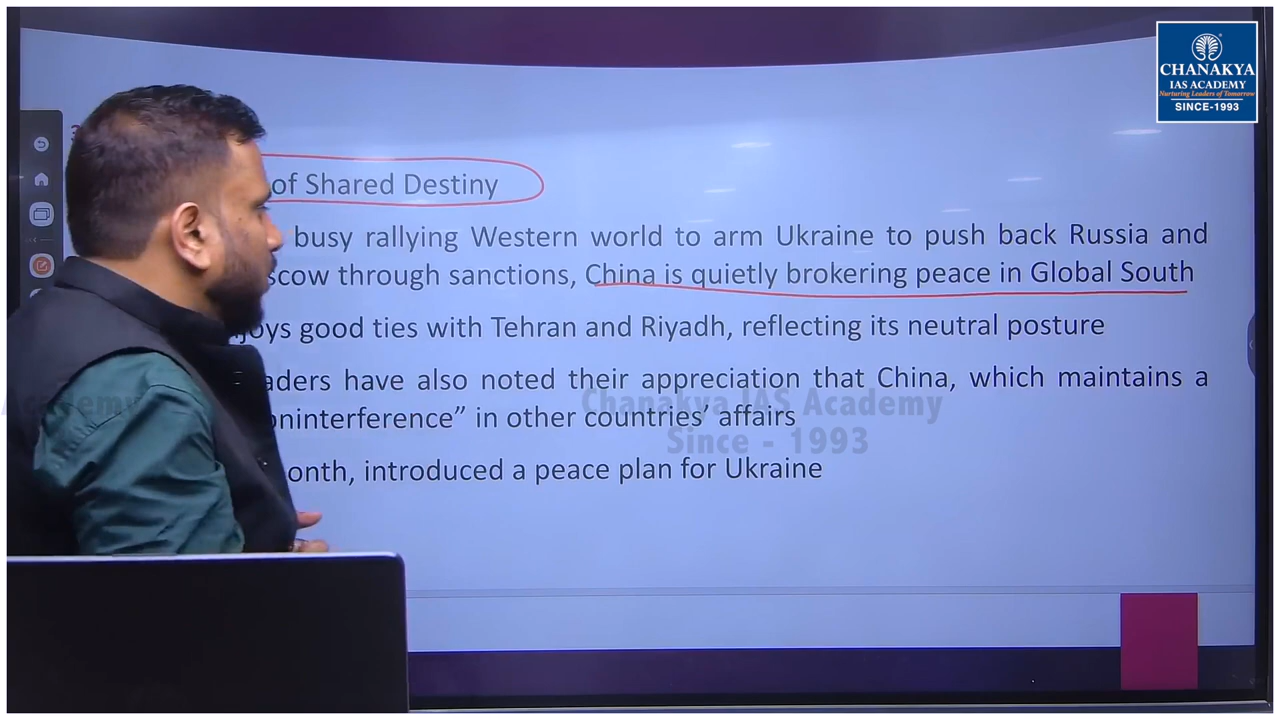 CHANAKYA
IAS ACADEMY
Nurturing Leaders of Tomorrow
SINCE-1993
3
of Shared Destiny
busy rallying Western world to arm Ukraine to push back Russia and
scow through sanctions, China is quietly brokering peace in Global South
joys good ties with Tehran and Riyadh, reflecting its neutral posture
aders have also noted their appreciation that China, which maintains a
oninterference” in other countries’ affairs
onth, introduced a peace plan for Ukraine
Chanakya IAS Academy
Since - 1993
Academy